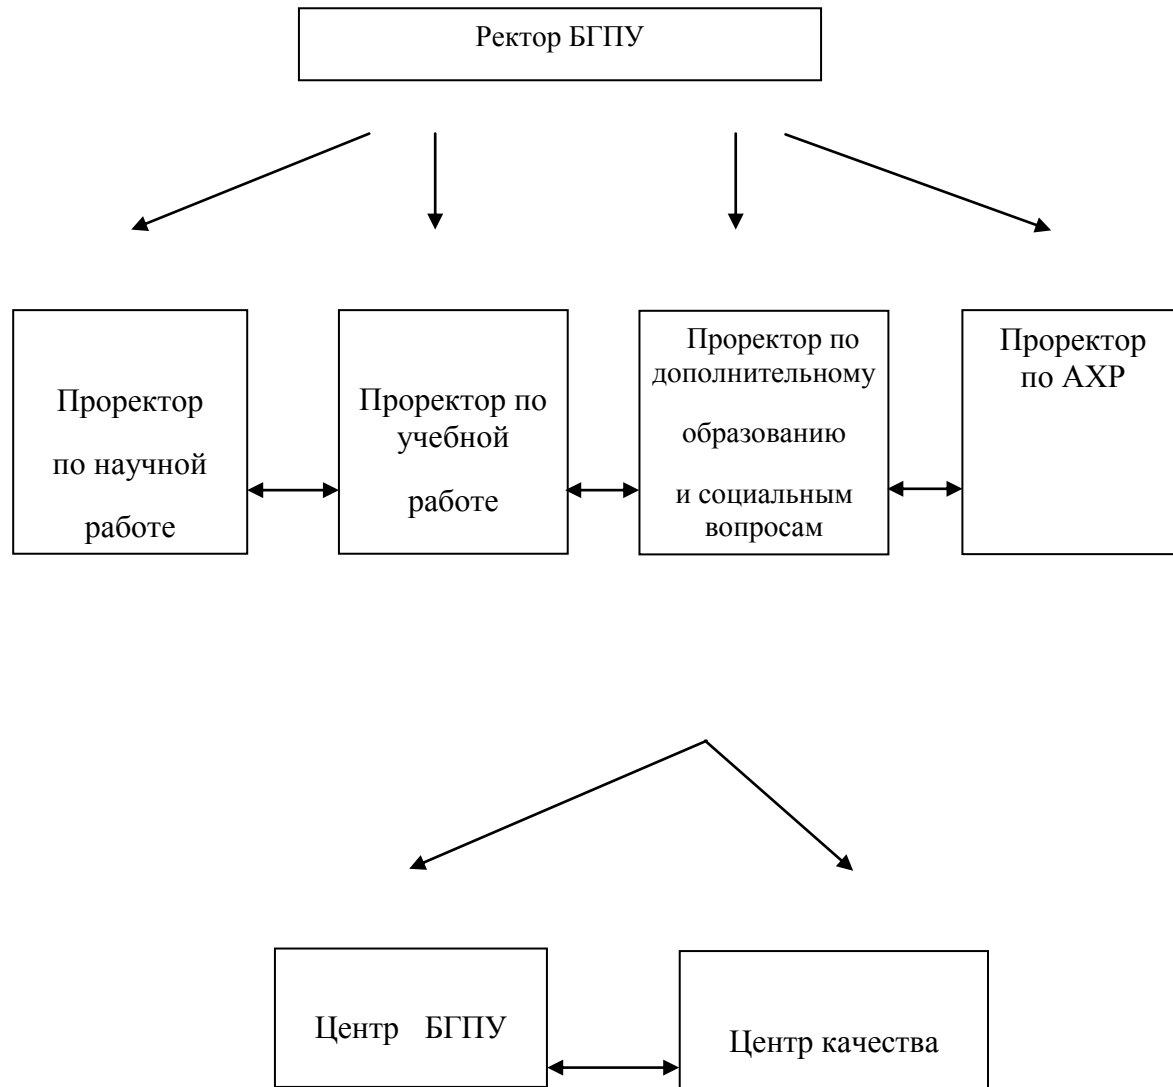 Ректор БГПУ
Проректор
по научной
работе
Проректор по
учебной
работе
Проректор по
дополнительному
образованию
и социальным
вопросам
Проректор
по АХР
Центр БГПУ
Центр качества